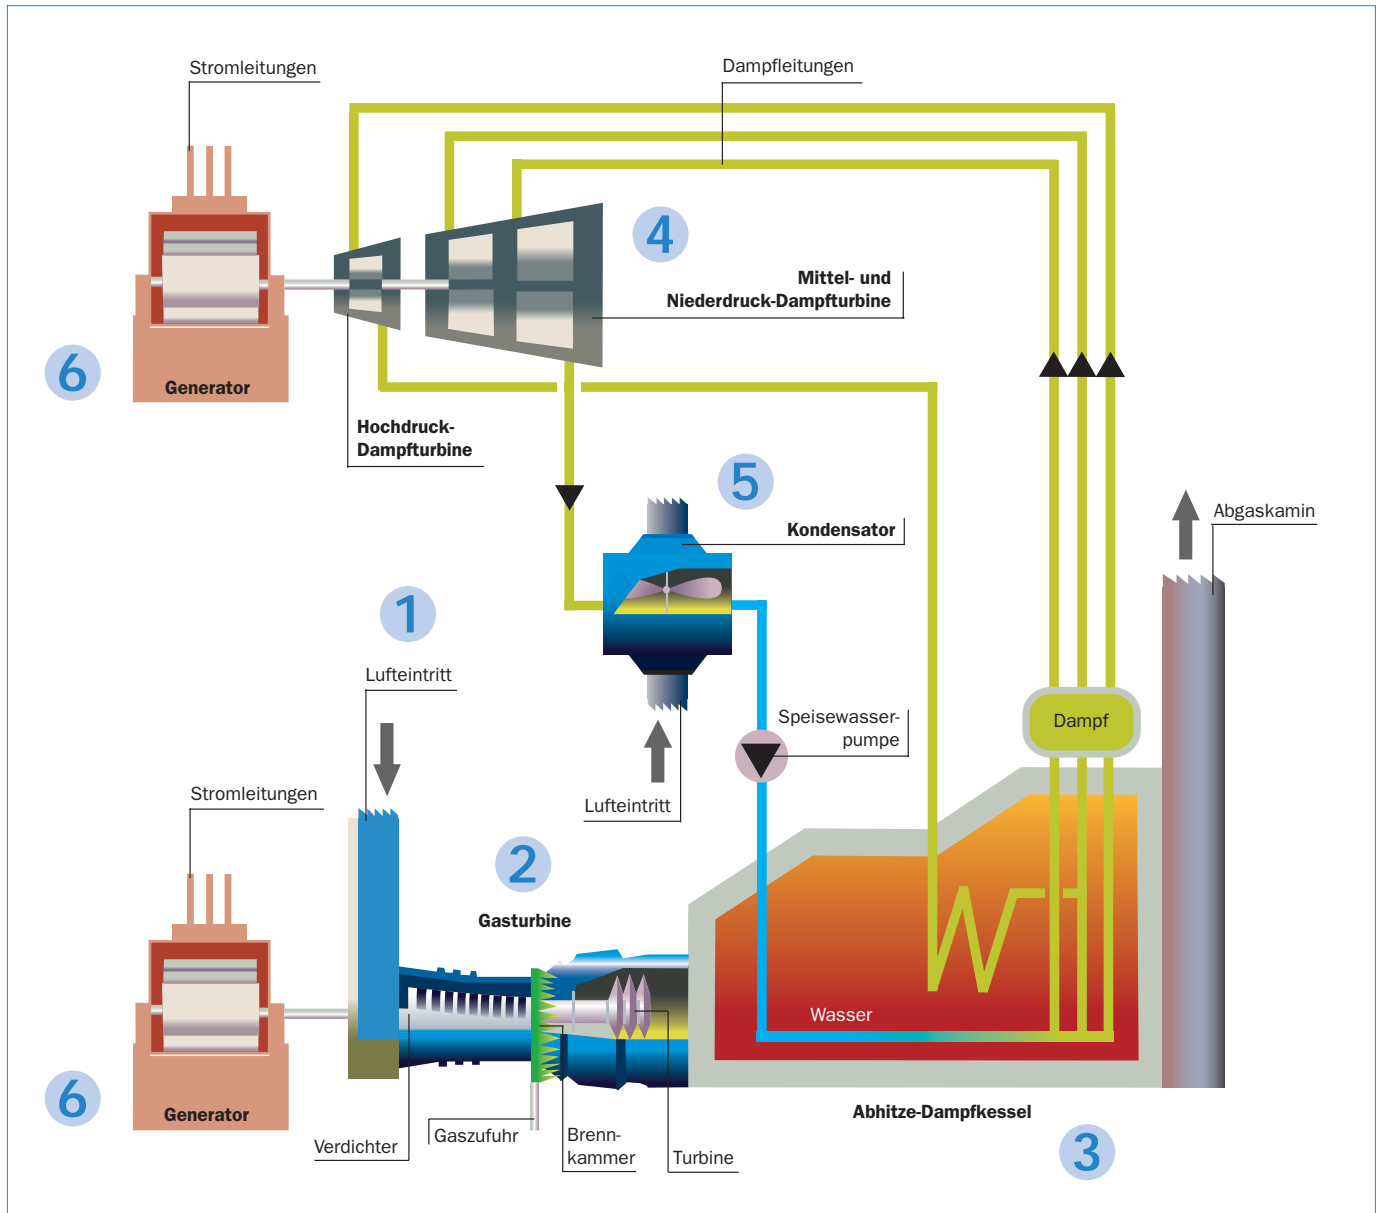 Stromleitungen
Dampfleitungen
4
Mittel- und
Niederdruck-Dampfturbine
6
Generator
Hochdruck-
Dampfturbine
5
Kondensator
Abgaskamin
1
Lufteintritt
Speisewasser-
pumpe
Dampf
Stromleitungen
Lufteintritt
2
Gasturbine
Wasser
6
Generator
Verdichter
Gaszufuhr
Brenn-
kammer
Turbine
Abhitze-Dampfkessel
3